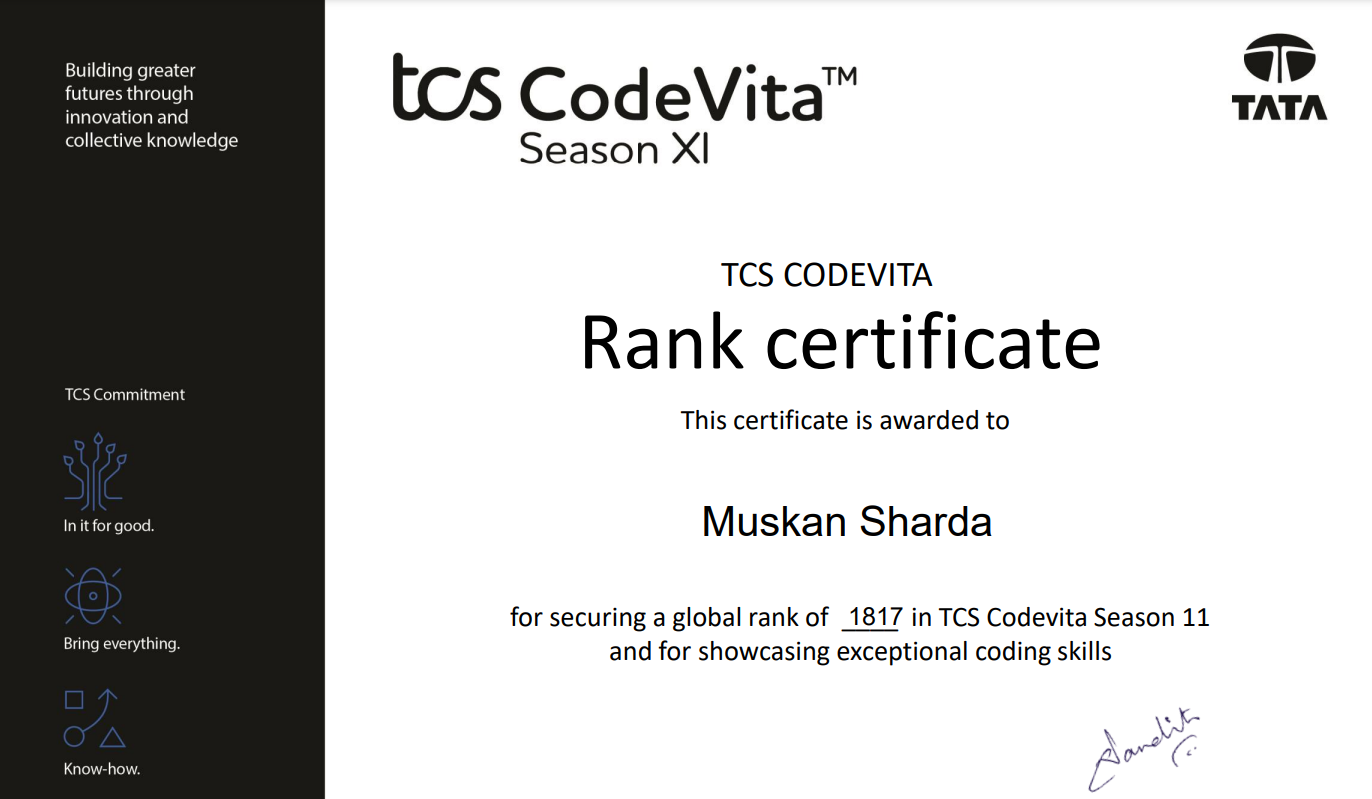 Building greater
futures through
innovation and
collective knowledge
tcs CodeVita™
Season XI
TATA
TCS CODEVITA
Rank certificate
This certificate is awarded to
Muskan Sharda
for securing a global rank of 1817 in TCS Codevita Season 11
and for showcasing exceptional coding skills
TCS Commitment
In it for good.
Bring everything.
Know-how.